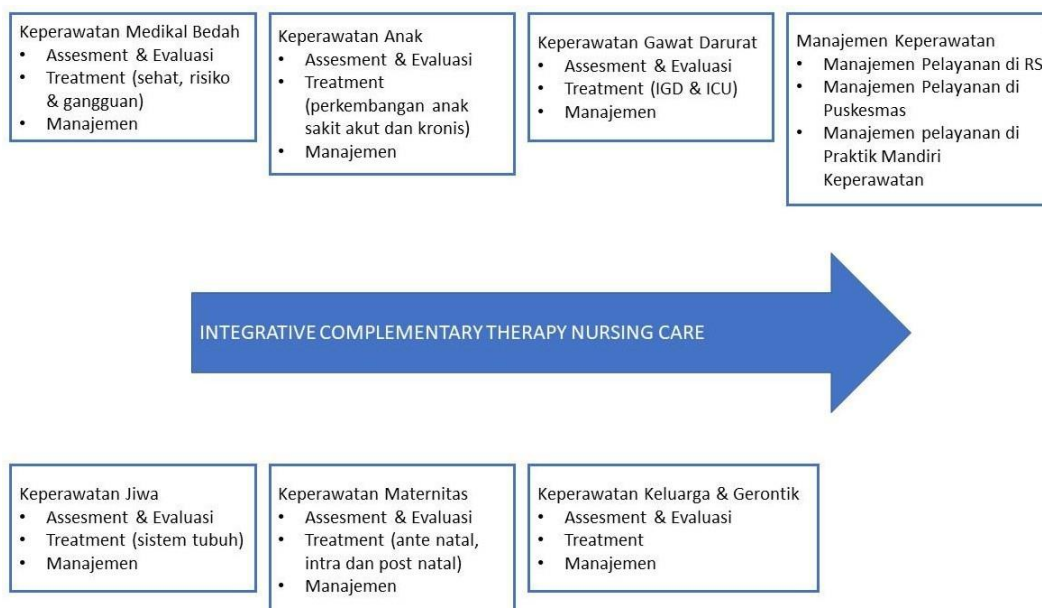 Keperawatan Medikal Bedah
• Assesment & Evaluasi
• Treatment (sehat, risiko
& gangguan)
• Manajemen
Keperawatan Anak
• Assesment & Evaluasi
• Treatment
(perkembangan anak
sakit akut dan kronis)
• Manajemen
Keperawatan Gawat Darurat
• Assesment & Evaluasi
• Treatment (IGD & ICU)
• Manajemen
Manajemen Keperawatan
• Manajemen Pelayanan di RS
• Manajemen Pelayanan di
Puskesmas
• Manajemen pelayanan di
Praktik Mandiri
Keperawatan
INTEGRATIVE COMPLEMENTARY THERAPY NURSING CARE
Keperawatan Jiwa
• Assesment & Evaluasi
• Treatment (sistem tubuh)
• Manajemen
Keperawatan Maternitas
• Assesment & Evaluasi
• Treatment (ante natal,
intra dan post natal)
• Manajemen
Keperawatan Keluarga & Gerontik
• Assesment & Evaluasi
• Treatment
• Manajemen